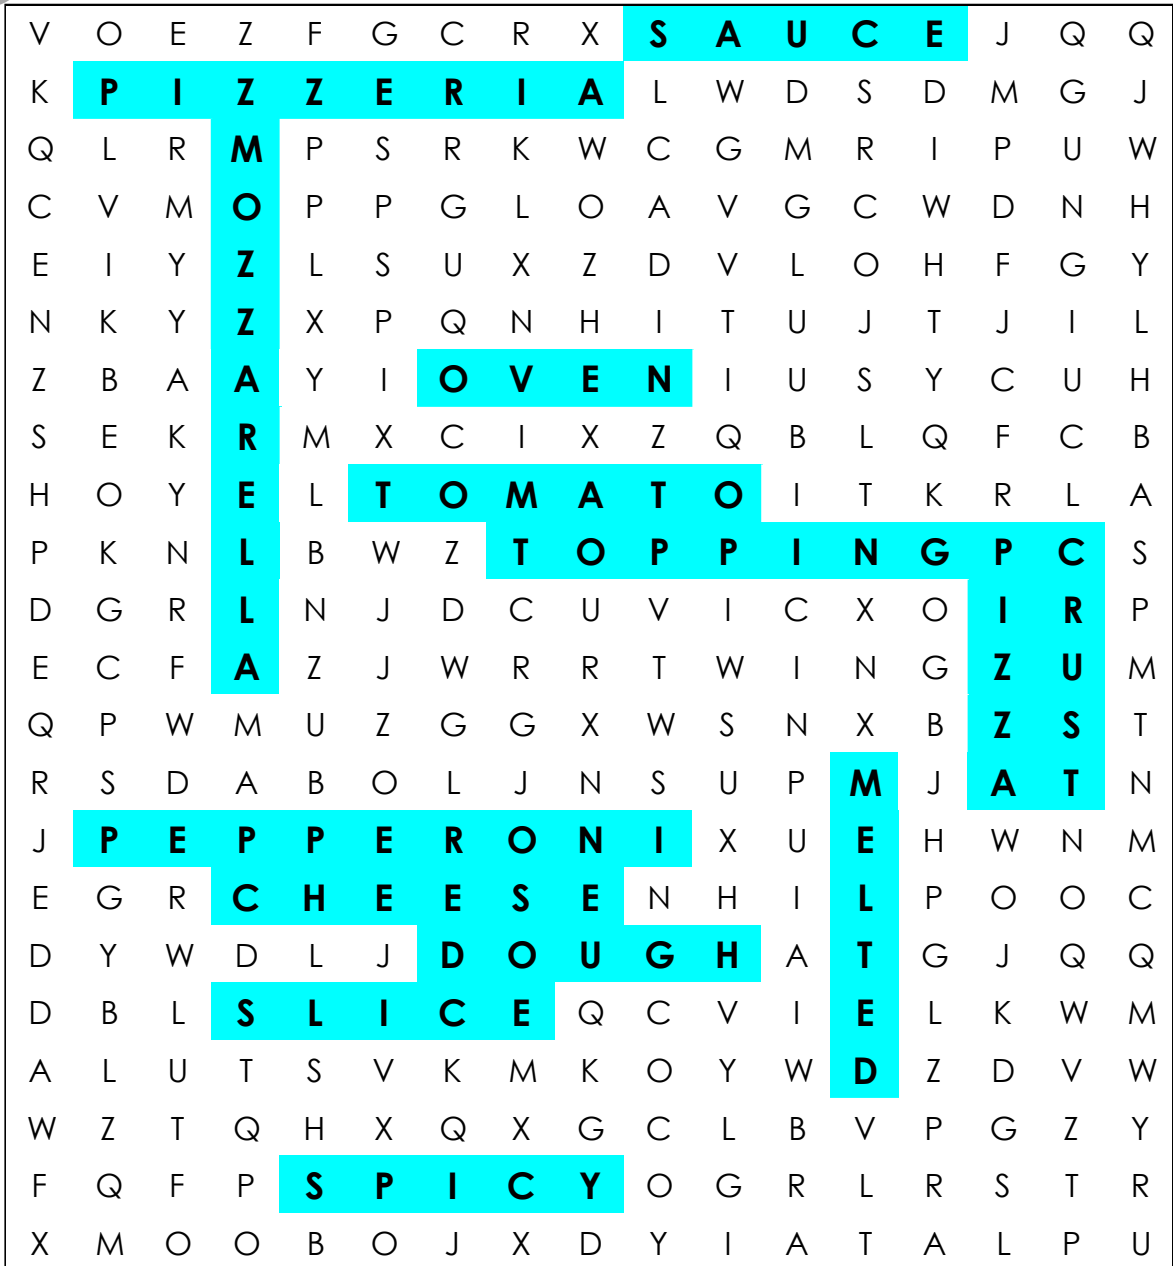 V O E Z F G C R X S A U C E J Q Q
K P I Z Z E R I A L W D S D M G J
Q L R M P S R K W C G M R I P U W
C V M O P P G L O A V G C W D N H
E I Y Z L S U X Z D V L O H F G Y
N K Y Z X P Q N H I T U J T J I L
Z B A A Y I O V E N I U S Y C U H
S E K R M X C I X Z Q B L Q F C B
H O Y E L T O M A T O I T K R L A
P K N L B W Z T O P P I N G P C S
D G R L N J D C U V I C X O I R P
E C F A Z J W R R T W I N G Z U M
Q P W M U Z G G X W S N X B Z S T
R S D A B O L J N S U P M J A T N
J P E P P E R O N I X U E H W N M
E G R C H E E S E N H I L P O O C
D Y W D L J D O U G H A T G J Q Q
D B L S L I C E Q C V I E L K W M
A L U T S V K M K O Y W D Z D V W
W Z T Q H X Q X G C L B V P G Z Y
F Q F P S P I C Y O G R L R S T R
X M O O B O J X D Y I A T A L P U